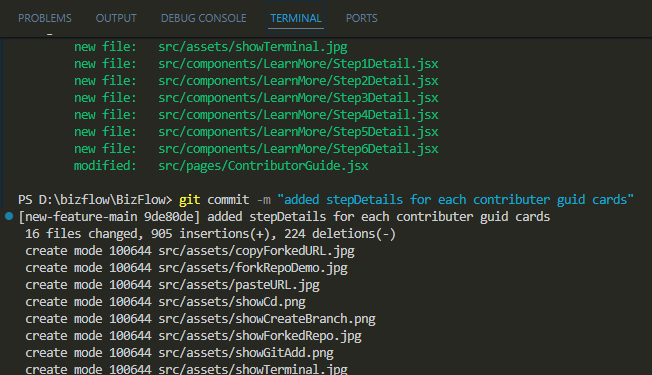 PROBLEMS OUTPUT DEBUG CONSOLE TERMINAL PORTS
new file: src/assets/showTerminal.jpg
new file: src/components/LearnMore/Step1Detail.jsx
new file: src/components/LearnMore/Step2Detail.jsx
new file: src/components/LearnMore/Step3Detail.jsx
new file: src/components/LearnMore/Step4Detail.jsx
new file: src/components/LearnMore/Step5Detail.jsx
new file: src/components/LearnMore/Step6Detail.jsx
modified: src/pages/ContributorGuide.jsx
PS D:\bizflow\BizFlow> git commit -m "added stepDetails for each contributer guid cards"
[new-feature-main 9de80de] added stepDetails for each contributer guid cards
16 files changed, 905 insertions(+), 224 deletions(-)
create mode 100644 src/assets/copyForkedURL.jpg
create mode 100644 src/assets/forkRepoDemo.jpg
create mode 100644 src/assets/pasteURL.jpg
create mode 100644 src/assets/showCd.png
create mode 100644 src/assets/showCreateBranch.png
create mode 100644 src/assets/showForkedRepo.jpg
create mode 100644 src/assets/showGitAdd.png
create mode 100644 src/assets/showTerminal.jpg